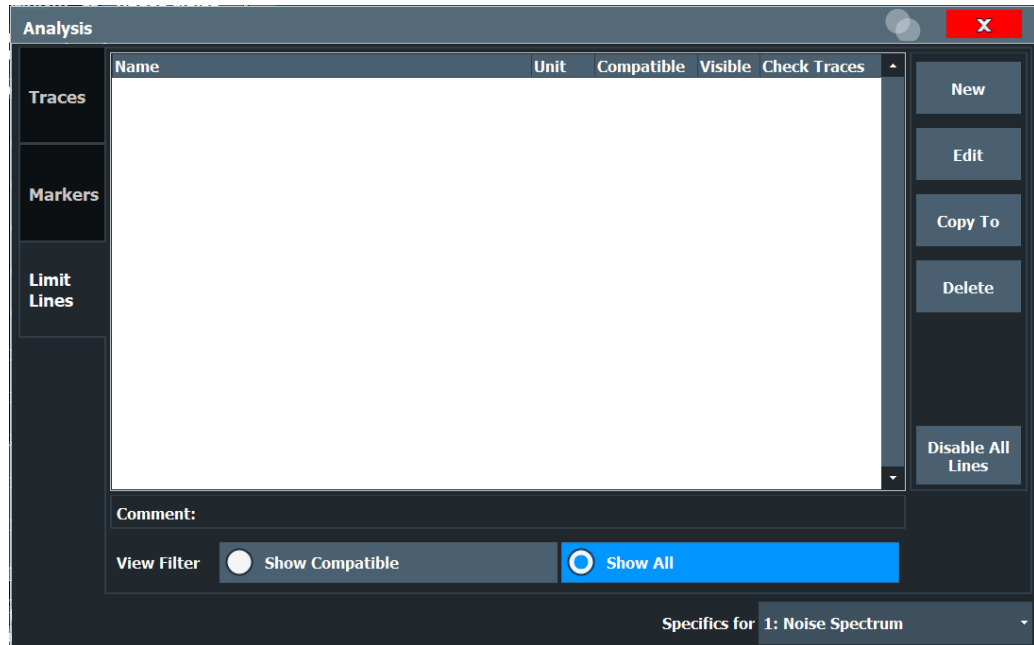 Analysis
X
Traces
Markers
Limit
Lines
Name Unit Compatible Visible Check Traces
New
Edit
Copy To
Delete
Disable All
Lines
Comment:
View Filter Show Compatible Show All
Specifics for 1: Noise Spectrum